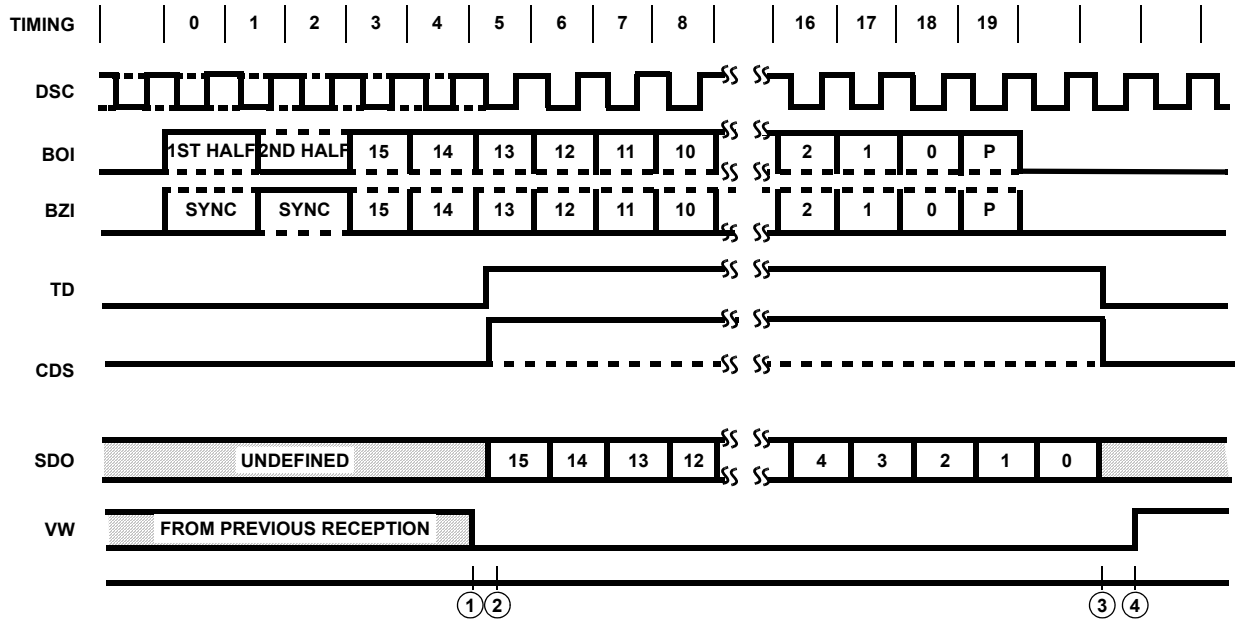 TIMING 0 1 2 3 4 5 6 7 8 16 17 18 19
DSC
BOI 1ST HALF 2ND HALF 15 14 13 12 11 10 2 1 0 P
BZI SYNC SYNC 15 14 13 12 11 10 2 1 0 P
TD
CDS
SDO UNDEFINED 15 14 13 12 4 3 2 1 0
VW FROM PREVIOUS RECEPTION
1 2 3 4